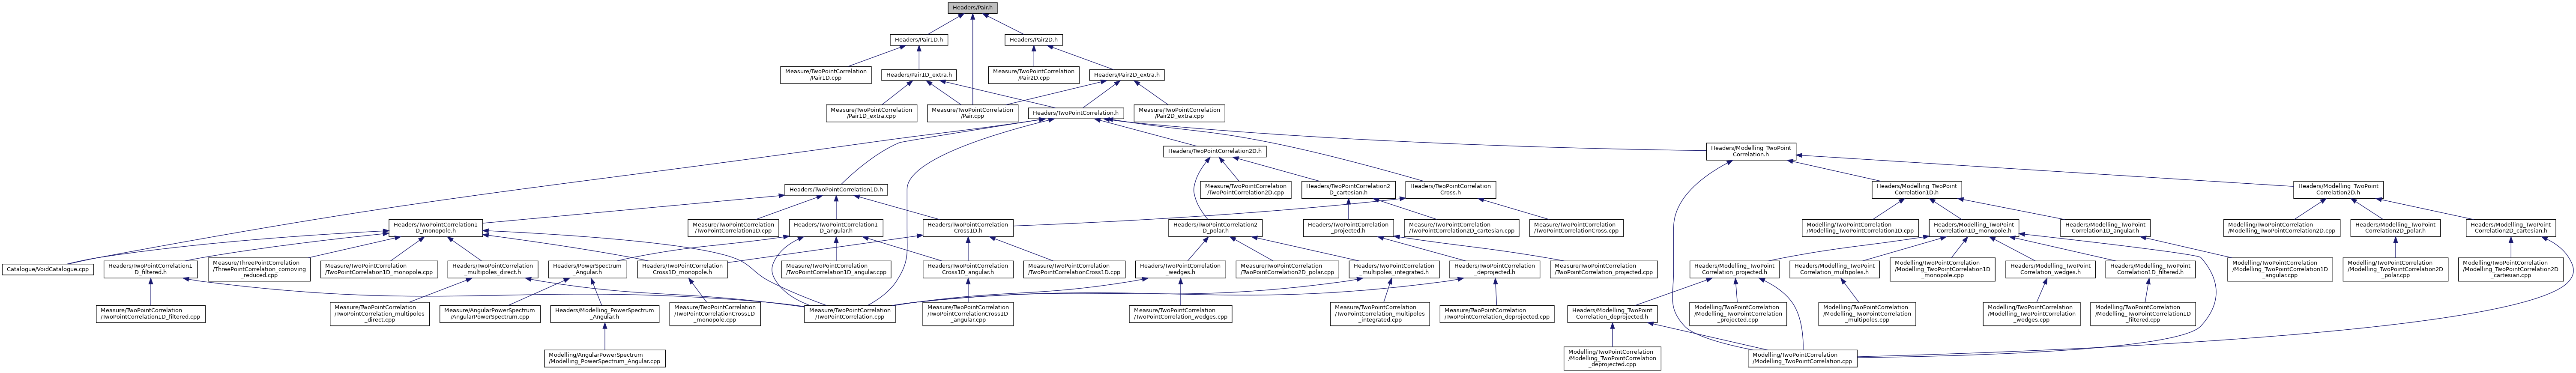 Headers/Pair.h
Headers/Pair1D.h
Headers/Pair2D.h
Measure/TwoPointCorrelation
/Pair1D.cpp
Headers/Pair1D_extra.h
Measure/TwoPointCorrelation
/Pair2D.cpp
Headers/Pair2D_extra.h
Measure/TwoPointCorrelation
/Pair1D_extra.cpp
Measure/TwoPointCorrelation
/Pair.cpp
Headers/TwoPointCorrelation.h
Measure/TwoPointCorrelation
/Pair2D_extra.cpp
Headers/TwoPointCorrelation2D.h
Headers/Modelling_TwoPoint
Correlation.h
Headers/TwoPointCorrelation1D.h
Measure/TwoPointCorrelation
/TwoPointCorrelation2D.cpp
Headers/TwoPointCorrelation2
D_cartesian.h
Headers/TwoPointCorrelation
Cross.h
Headers/Modelling_TwoPoint
Correlation1D.h
Headers/Modelling_TwoPoint
Correlation2D.h
Headers/TwoPointCorrelation1
D_monopole.h
Measure/TwoPointCorrelation
/TwoPointCorrelation1D.cpp
Headers/TwoPointCorrelation1
D_angular.h
Headers/TwoPointCorrelation
Cross1D.h
Headers/TwoPointCorrelation2
D_polar.h
Headers/TwoPointCorrelation
_projected.h
Measure/TwoPointCorrelation
/TwoPointCorrelation2D_cartesian.cpp
Measure/TwoPointCorrelation
/TwoPointCorrelationCross.cpp
Modelling/TwoPointCorrelation
/Modelling_TwoPointCorrelation1D.cpp
Headers/Modelling_TwoPoint
Correlation1D_monopole.h
Headers/Modelling_TwoPoint
Correlation1D_angular.h
Modelling/TwoPointCorrelation
/Modelling_TwoPointCorrelation2D.cpp
Headers/Modelling_TwoPoint
Correlation2D_polar.h
Headers/Modelling_TwoPoint
Correlation2D_cartesian.h
Catalogue/VoidCatalogue.cpp
Headers/TwoPointCorrelation1
D_filtered.h
Measure/ThreePointCorrelation
/ThreePointCorrelation_comoving
_reduced.cpp
Measure/TwoPointCorrelation
/TwoPointCorrelation1D_monopole.cpp
Headers/TwoPointCorrelation
_multipoles_direct.h
Headers/PowerSpectrum
_Angular.h
Headers/TwoPointCorrelation
Cross1D_monopole.h
Measure/TwoPointCorrelation
/TwoPointCorrelation1D_angular.cpp
Headers/TwoPointCorrelation
Cross1D_angular.h
Measure/TwoPointCorrelation
/TwoPointCorrelationCross1D.cpp
Headers/TwoPointCorrelation
_wedges.h
Measure/TwoPointCorrelation
/TwoPointCorrelation2D_polar.cpp
Headers/TwoPointCorrelation
_multipoles_integrated.h
Headers/TwoPointCorrelation
_deprojected.h
Measure/TwoPointCorrelation
/TwoPointCorrelation_projected.cpp
Headers/Modelling_TwoPoint
Correlation_projected.h
Headers/Modelling_TwoPoint
Correlation_multipoles.h
Modelling/TwoPointCorrelation
/Modelling_TwoPointCorrelation1D
_monopole.cpp
Headers/Modelling_TwoPoint
Correlation_wedges.h
Headers/Modelling_TwoPoint
Correlation1D_filtered.h
Modelling/TwoPointCorrelation
/Modelling_TwoPointCorrelation1D
_angular.cpp
Modelling/TwoPointCorrelation
/Modelling_TwoPointCorrelation2D
_polar.cpp
Modelling/TwoPointCorrelation
/Modelling_TwoPointCorrelation2D
_cartesian.cpp
Measure/TwoPointCorrelation
/TwoPointCorrelation1D_filtered.cpp
Measure/TwoPointCorrelation
/TwoPointCorrelation_multipoles
_direct.cpp
Measure/AngularPowerSpectrum
/AngularPowerSpectrum.cpp
Headers/Modelling_PowerSpectrum
_Angular.h
Measure/TwoPointCorrelation
/TwoPointCorrelationCross1D
_monopole.cpp
Measure/TwoPointCorrelation
/TwoPointCorrelation.cpp
Measure/TwoPointCorrelation
/TwoPointCorrelationCross1D
_angular.cpp
Measure/TwoPointCorrelation
/TwoPointCorrelation_wedges.cpp
Measure/TwoPointCorrelation
/TwoPointCorrelation_multipoles
_integrated.cpp
Measure/TwoPointCorrelation
/TwoPointCorrelation_deprojected.cpp
Headers/Modelling_TwoPoint
Correlation_deprojected.h
Modelling/TwoPointCorrelation
/Modelling_TwoPointCorrelation
_projected.cpp
Modelling/TwoPointCorrelation
/Modelling_TwoPointCorrelation
_multipoles.cpp
Modelling/TwoPointCorrelation
/Modelling_TwoPointCorrelation
_wedges.cpp
Modelling/TwoPointCorrelation
/Modelling_TwoPointCorrelation1D
_filtered.cpp
Modelling/AngularPowerSpectrum
/Modelling_PowerSpectrum_Angular.cpp
Modelling/TwoPointCorrelation
/Modelling_TwoPointCorrelation
_deprojected.cpp
Modelling/TwoPointCorrelation
/Modelling_TwoPointCorrelation.cpp